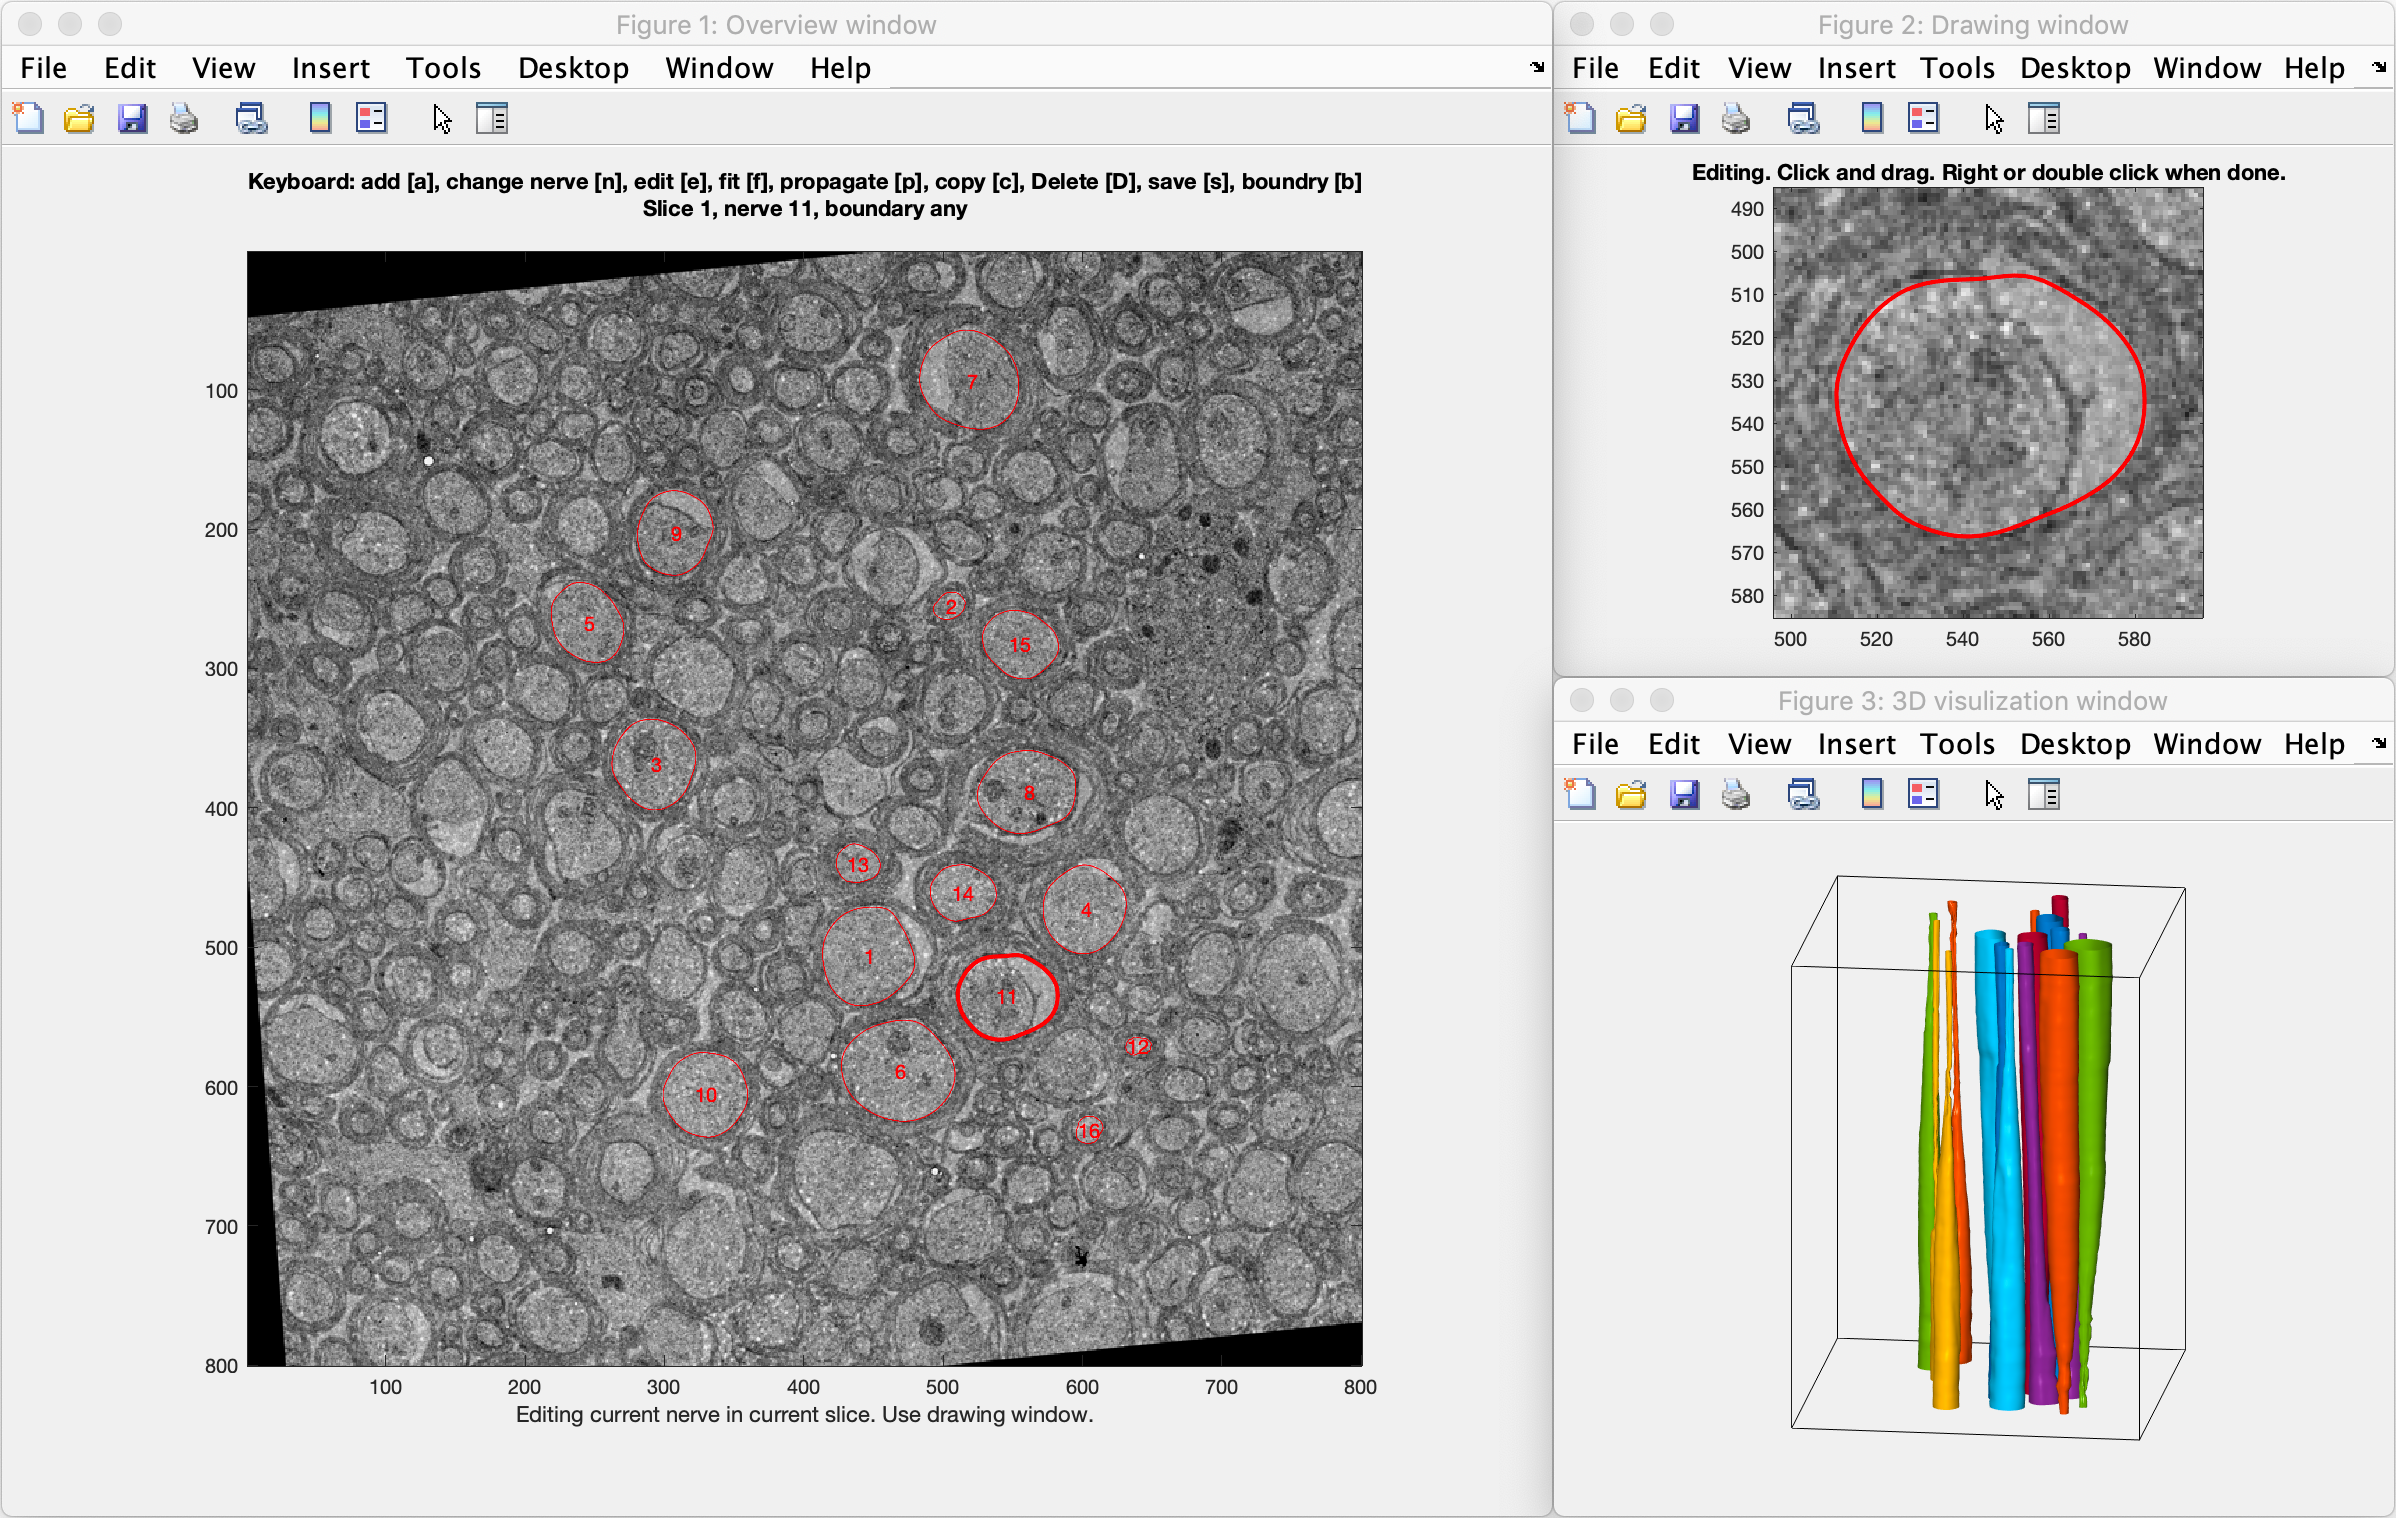 Figure 1: Overview window
File Edit View Insert Tools Desktop Window Help
Keyboard: add [a], change nerve [n], edit [e], fit [f], propagate [p], copy [c], Delete [D], save [s], boundry [b]
Slice 1, nerve 11, boundary any
100
200
300
400
500
600
700
800
7
9
5
2
15
3
8
13
14
4
1
11
12
6
10
16
100 200 300 400 500 600 700 800
Editing current nerve in current slice. Use drawing window.
Figure 2: Drawing window
File Edit View Insert Tools Desktop Window Help
Editing. Click and drag. Right or double click when done.
490
500
510
520
530
540
550
560
570
580
500 520 540 560 580
Figure 3: 3D visulization window
File Edit View Insert Tools Desktop Window Help